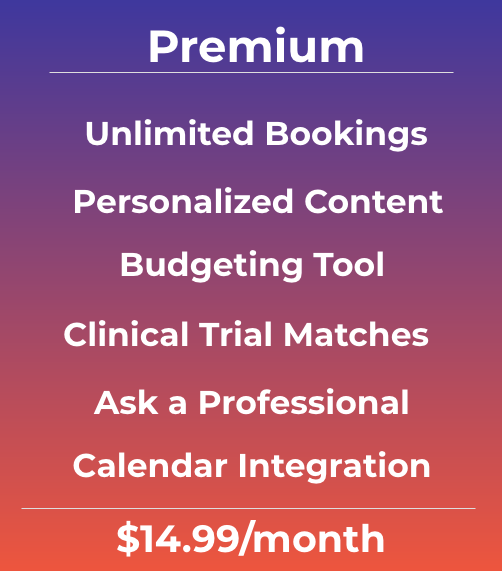 Premium
Unlimited Bookings
Personalized Content
Budgeting Tool
Clinical Trial Matches
Ask a Professional
Calendar Integration
$14.99/month